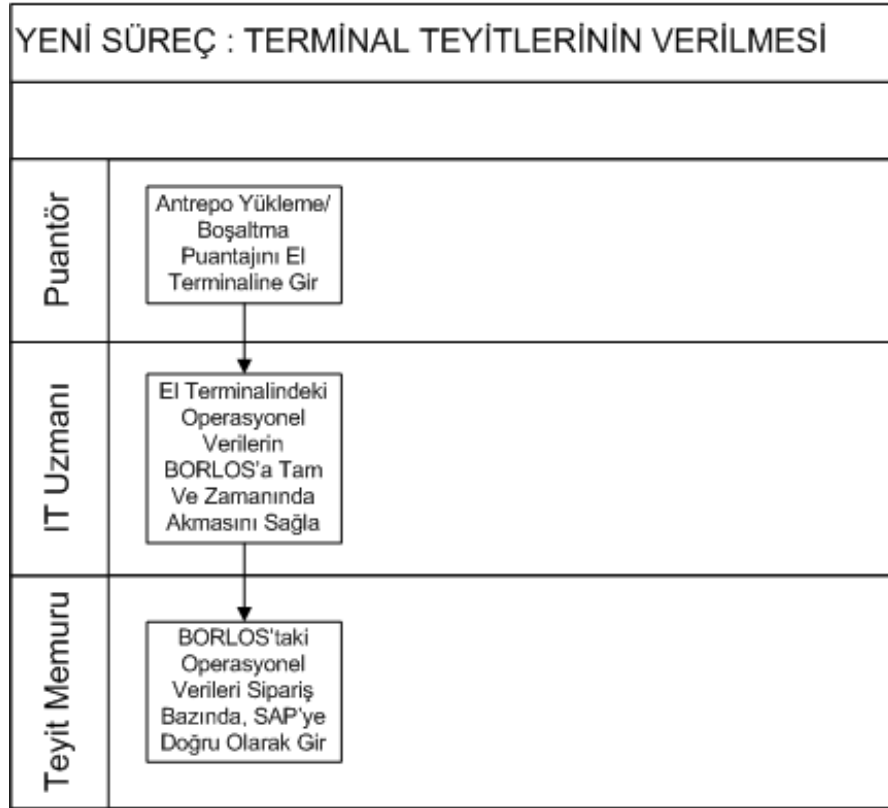 YENİ SÜREÇ : TERMİNAL TEYİTLERİNİN VERİLMESİ
Puantör
Antrepo Yükleme/
Boşaltma
Puantajını El
Terminaline Gir
IT Uzmanı
El Terminalindeki
Operasyonel
Verilerin
BORLOS'a Tam
Ve Zamanında
Akmasını Sağla
Teyit Memuru
BORLOS'taki
Operasyonel
Verileri Sipariş
Bazında, SAP'ye
Doğru Olarak Gir